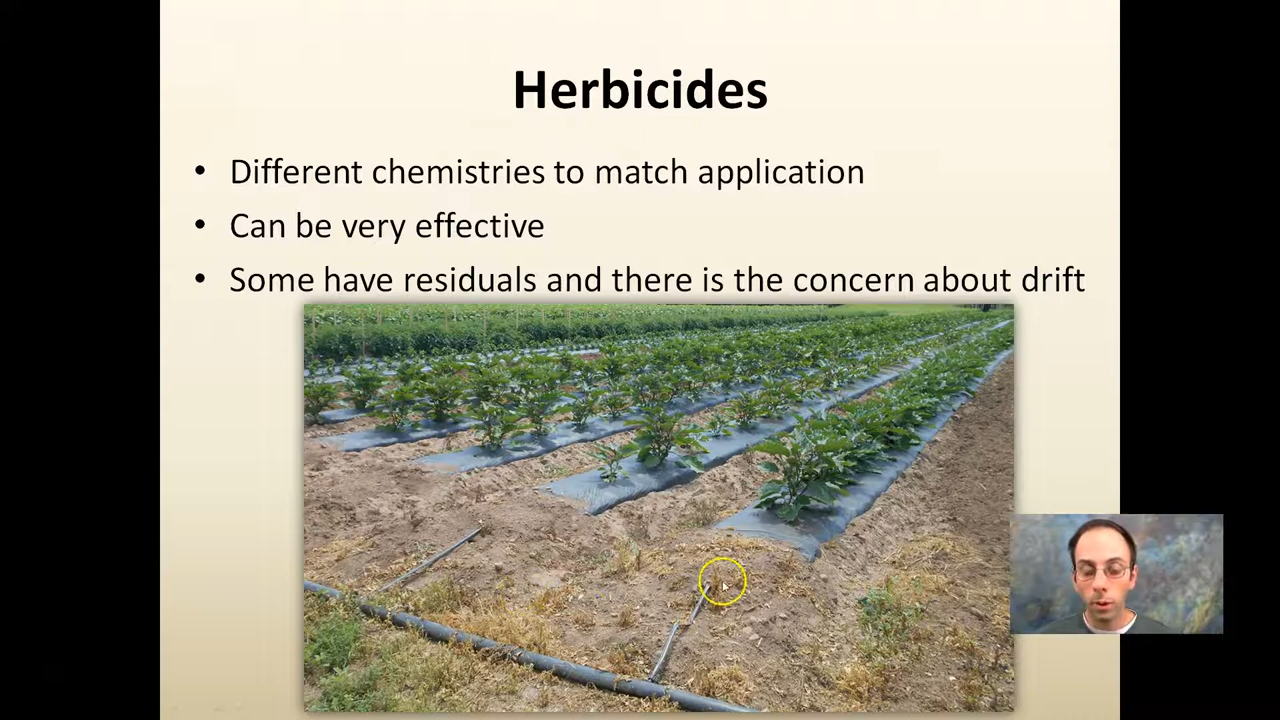 Herbicides
• Different chemistries to match application
• Can be very effective
• Some have residuals and there is the concern about drift